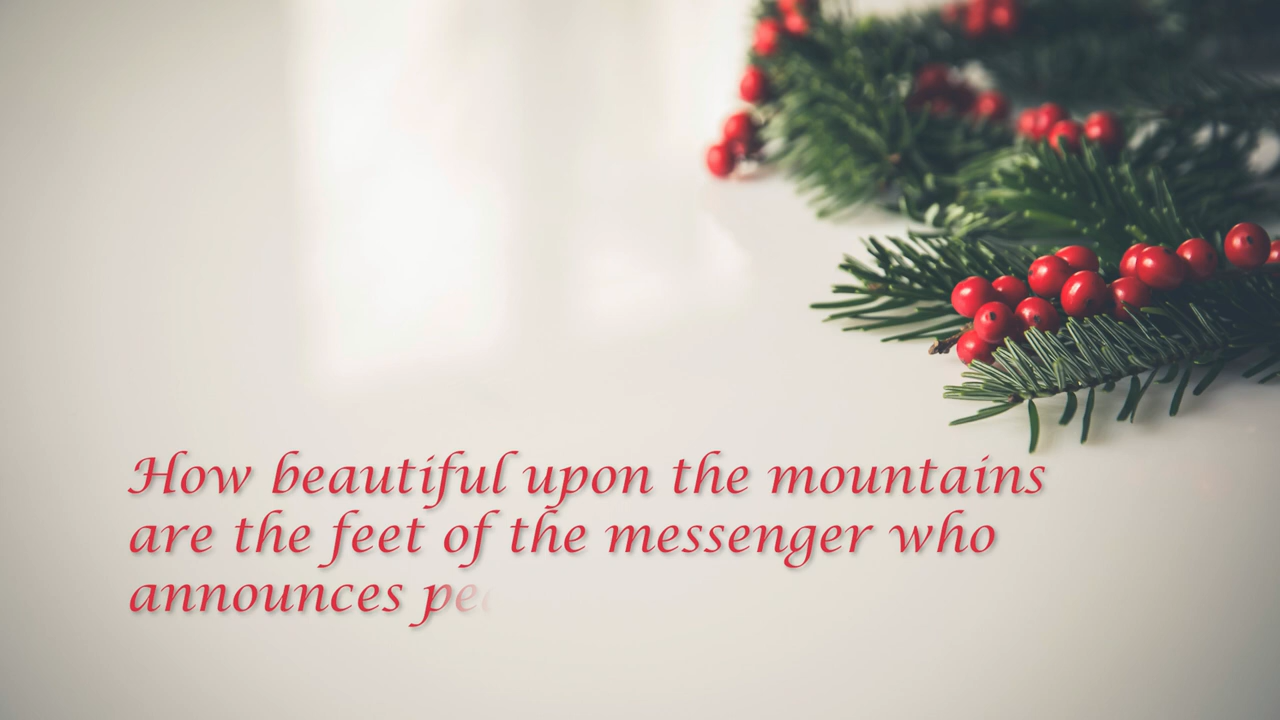 How beautiful upon the mountains
are the feet of the messenger who
announces